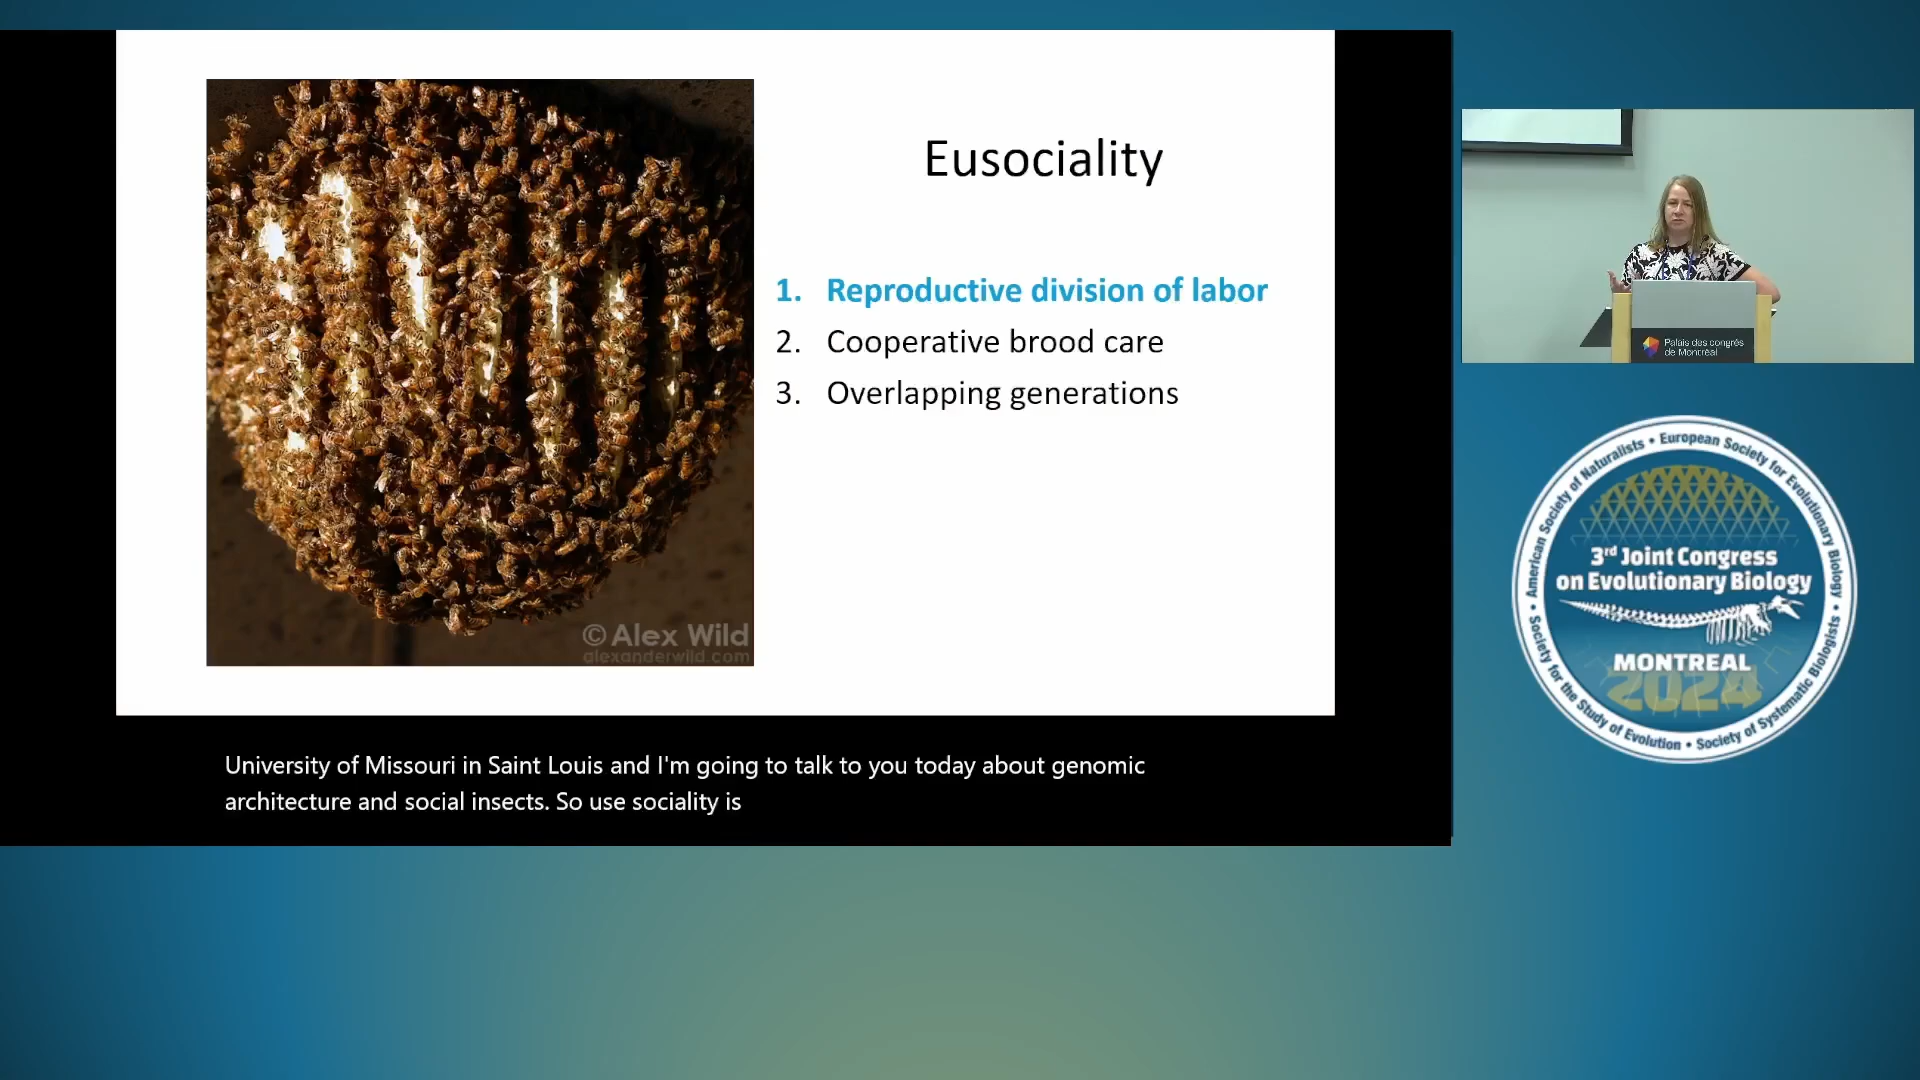 Eusociality
1. Reproductive division of labor
2. Cooperative brood care
3. Overlapping generations
© Alex Wild
alexanderwild.com
University of Missouri in Saint Louis and I'm going to talk to you today about genomic
architecture and social insects. So use sociality is
Palais des congrès
de Montréal
American Society of Naturalists • European Society for Evolutionary Biology •
Society for the Study of Evolution • Society of Systematic Biologists •
3rd Joint Congress
on Evolutionary Biology
MONTREAL
2024